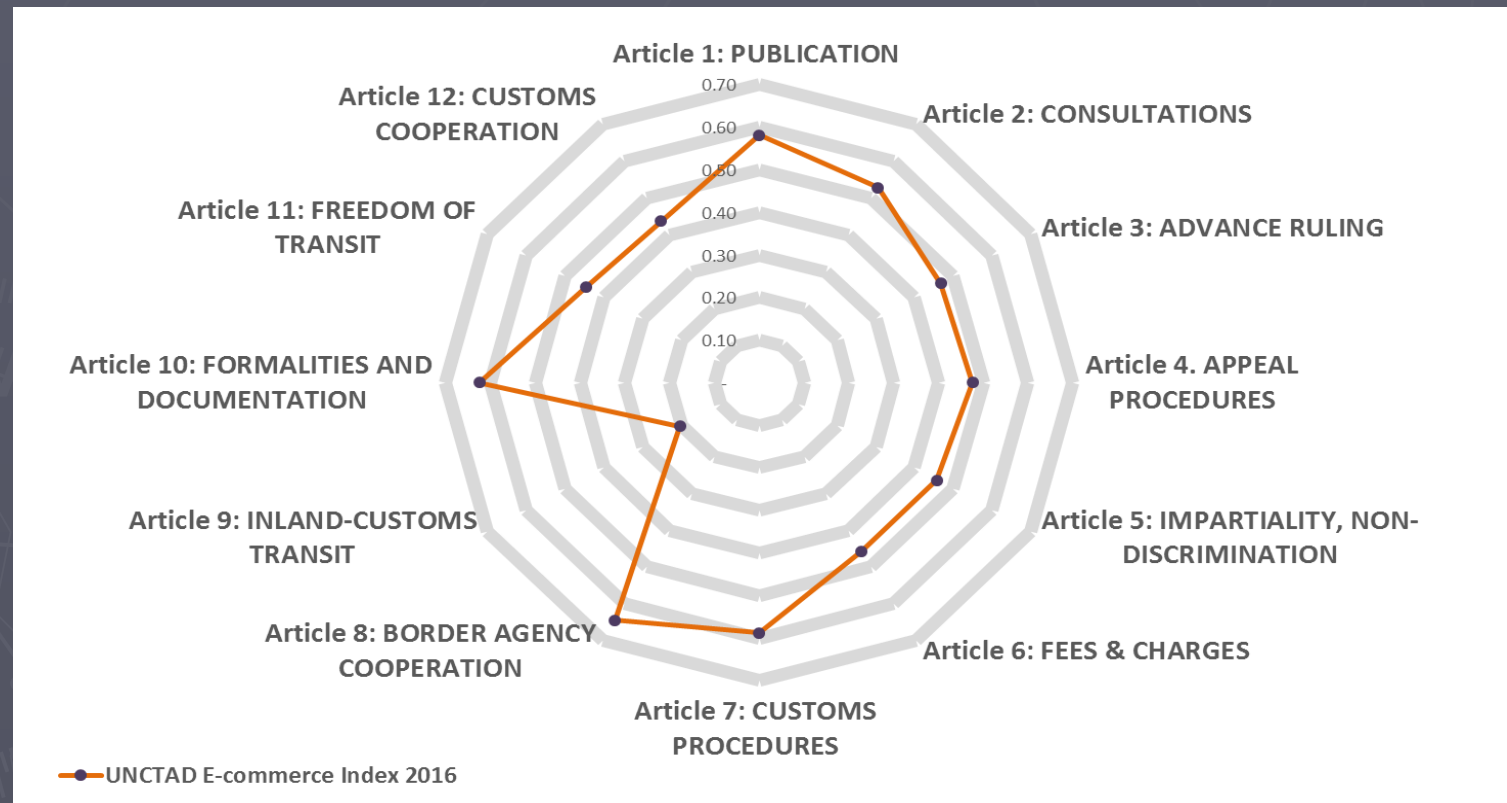 Article 1: PUBLICATION
0.70
0.60
0.50
0.40
0.30
0.20
0.10
-
Article 2: CONSULTATIONS
Article 3: ADVANCE RULING
Article 4. APPEAL
PROCEDURES
Article 5: IMPARTIALITY, NON-
DISCRIMINATION
Article 6: FEES & CHARGES
Article 7: CUSTOMS
PROCEDURES
Article 8: BORDER AGENCY
COOPERATION
Article 9: INLAND-CUSTOMS
TRANSIT
Article 10: FORMALITIES AND
DOCUMENTATION
Article 11: FREEDOM OF
TRANSIT
Article 12: CUSTOMS
COOPERATION
UNCTAD E-commerce Index 2016